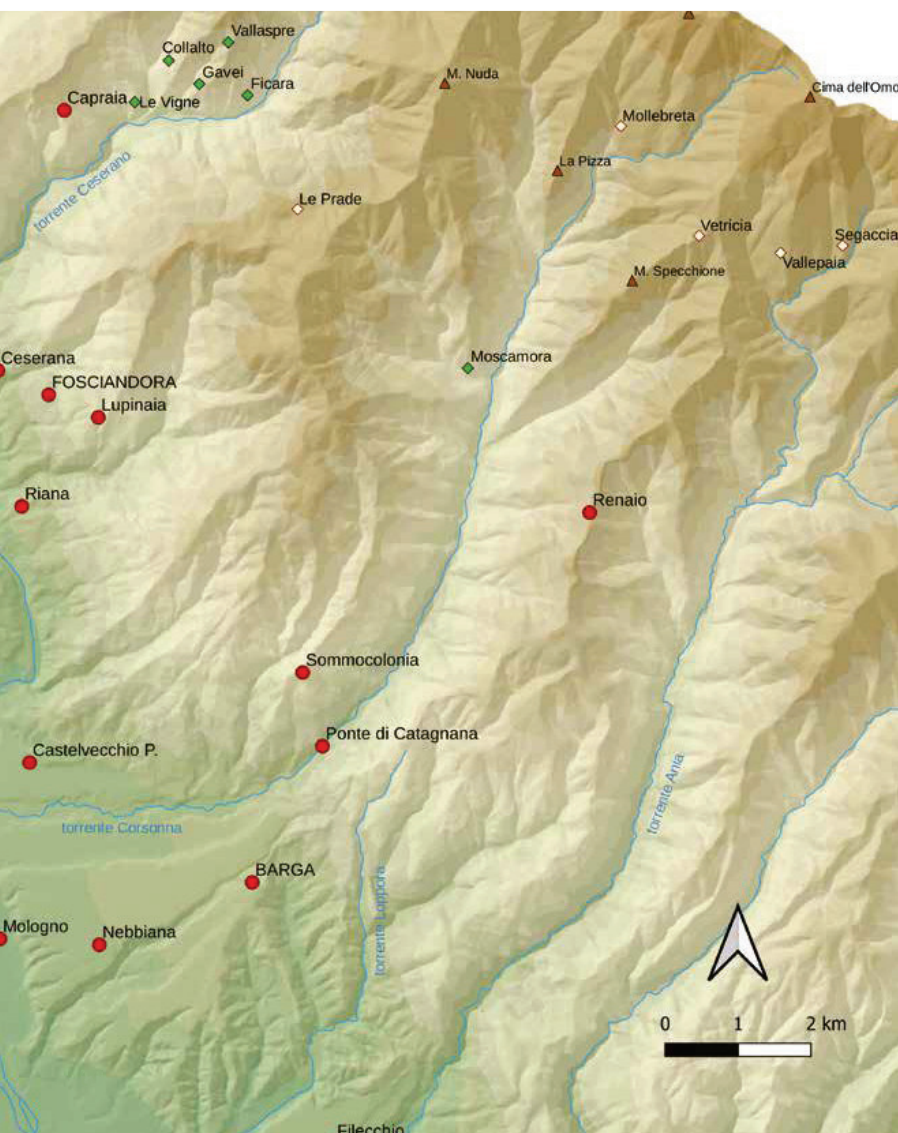 Vallaspre
Collalto
Gavei
Ficara
M. Nuda
Cima dell'Omo
Capraia
Le Vigne
Mollebreta
torrente Ceserano
La Pizza
Le Prade
Vetricia
Segaccia
Vallepaia
M. Specchione
Ceserana
Moscamora
FOSCIANDORA
Lupinaia
Riana
Renaio
Sommocolonia
Ponte di Catagnana
Castelvecchio P.
torrente Ania
torrente Corsonna
BARGA
torrente Loppora
Mologno
Nebbiana
0 1 2 km
Filecchio